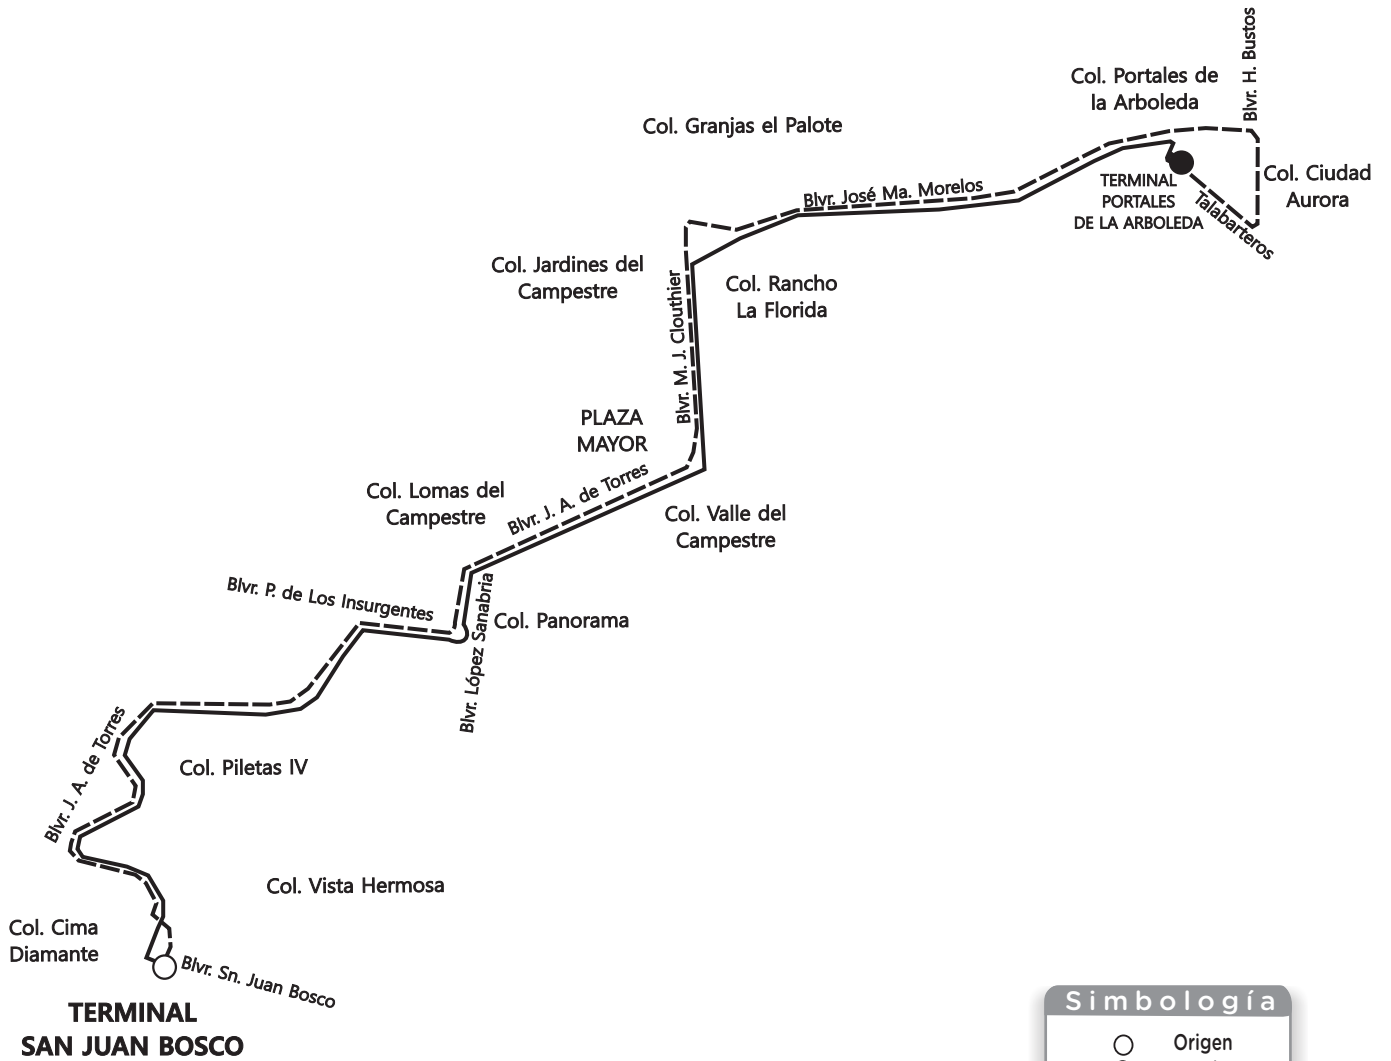 Blvr. H. Bustos
Col. Portales de
la Arboleda
Col. Granjas el Palote
Col. Ciudad
Aurora
TERMINAL
PORTALES
DE LA ARBOLEDA
Talabarteros
Blvr. José Ma. Morelos
Col. Jardines del
Campestre
Blvr. M. J. Clouthier
Col. Rancho
La Florida
PLAZA
MAYOR
Col. Lomas del
Campestre
Blvr. J. A. de Torres
Col. Valle del
Campestre
Blvr. P. de Los Insurgentes
Blvr. López Sanabria
Col. Panorama
Blvr. J. A. de Torres
Col. Piletas IV
Col. Vista Hermosa
Col. Cima
Diamante
Blvr. Sn. Juan Bosco
TERMINAL
SAN JUAN BOSCO
Simbología
Origen